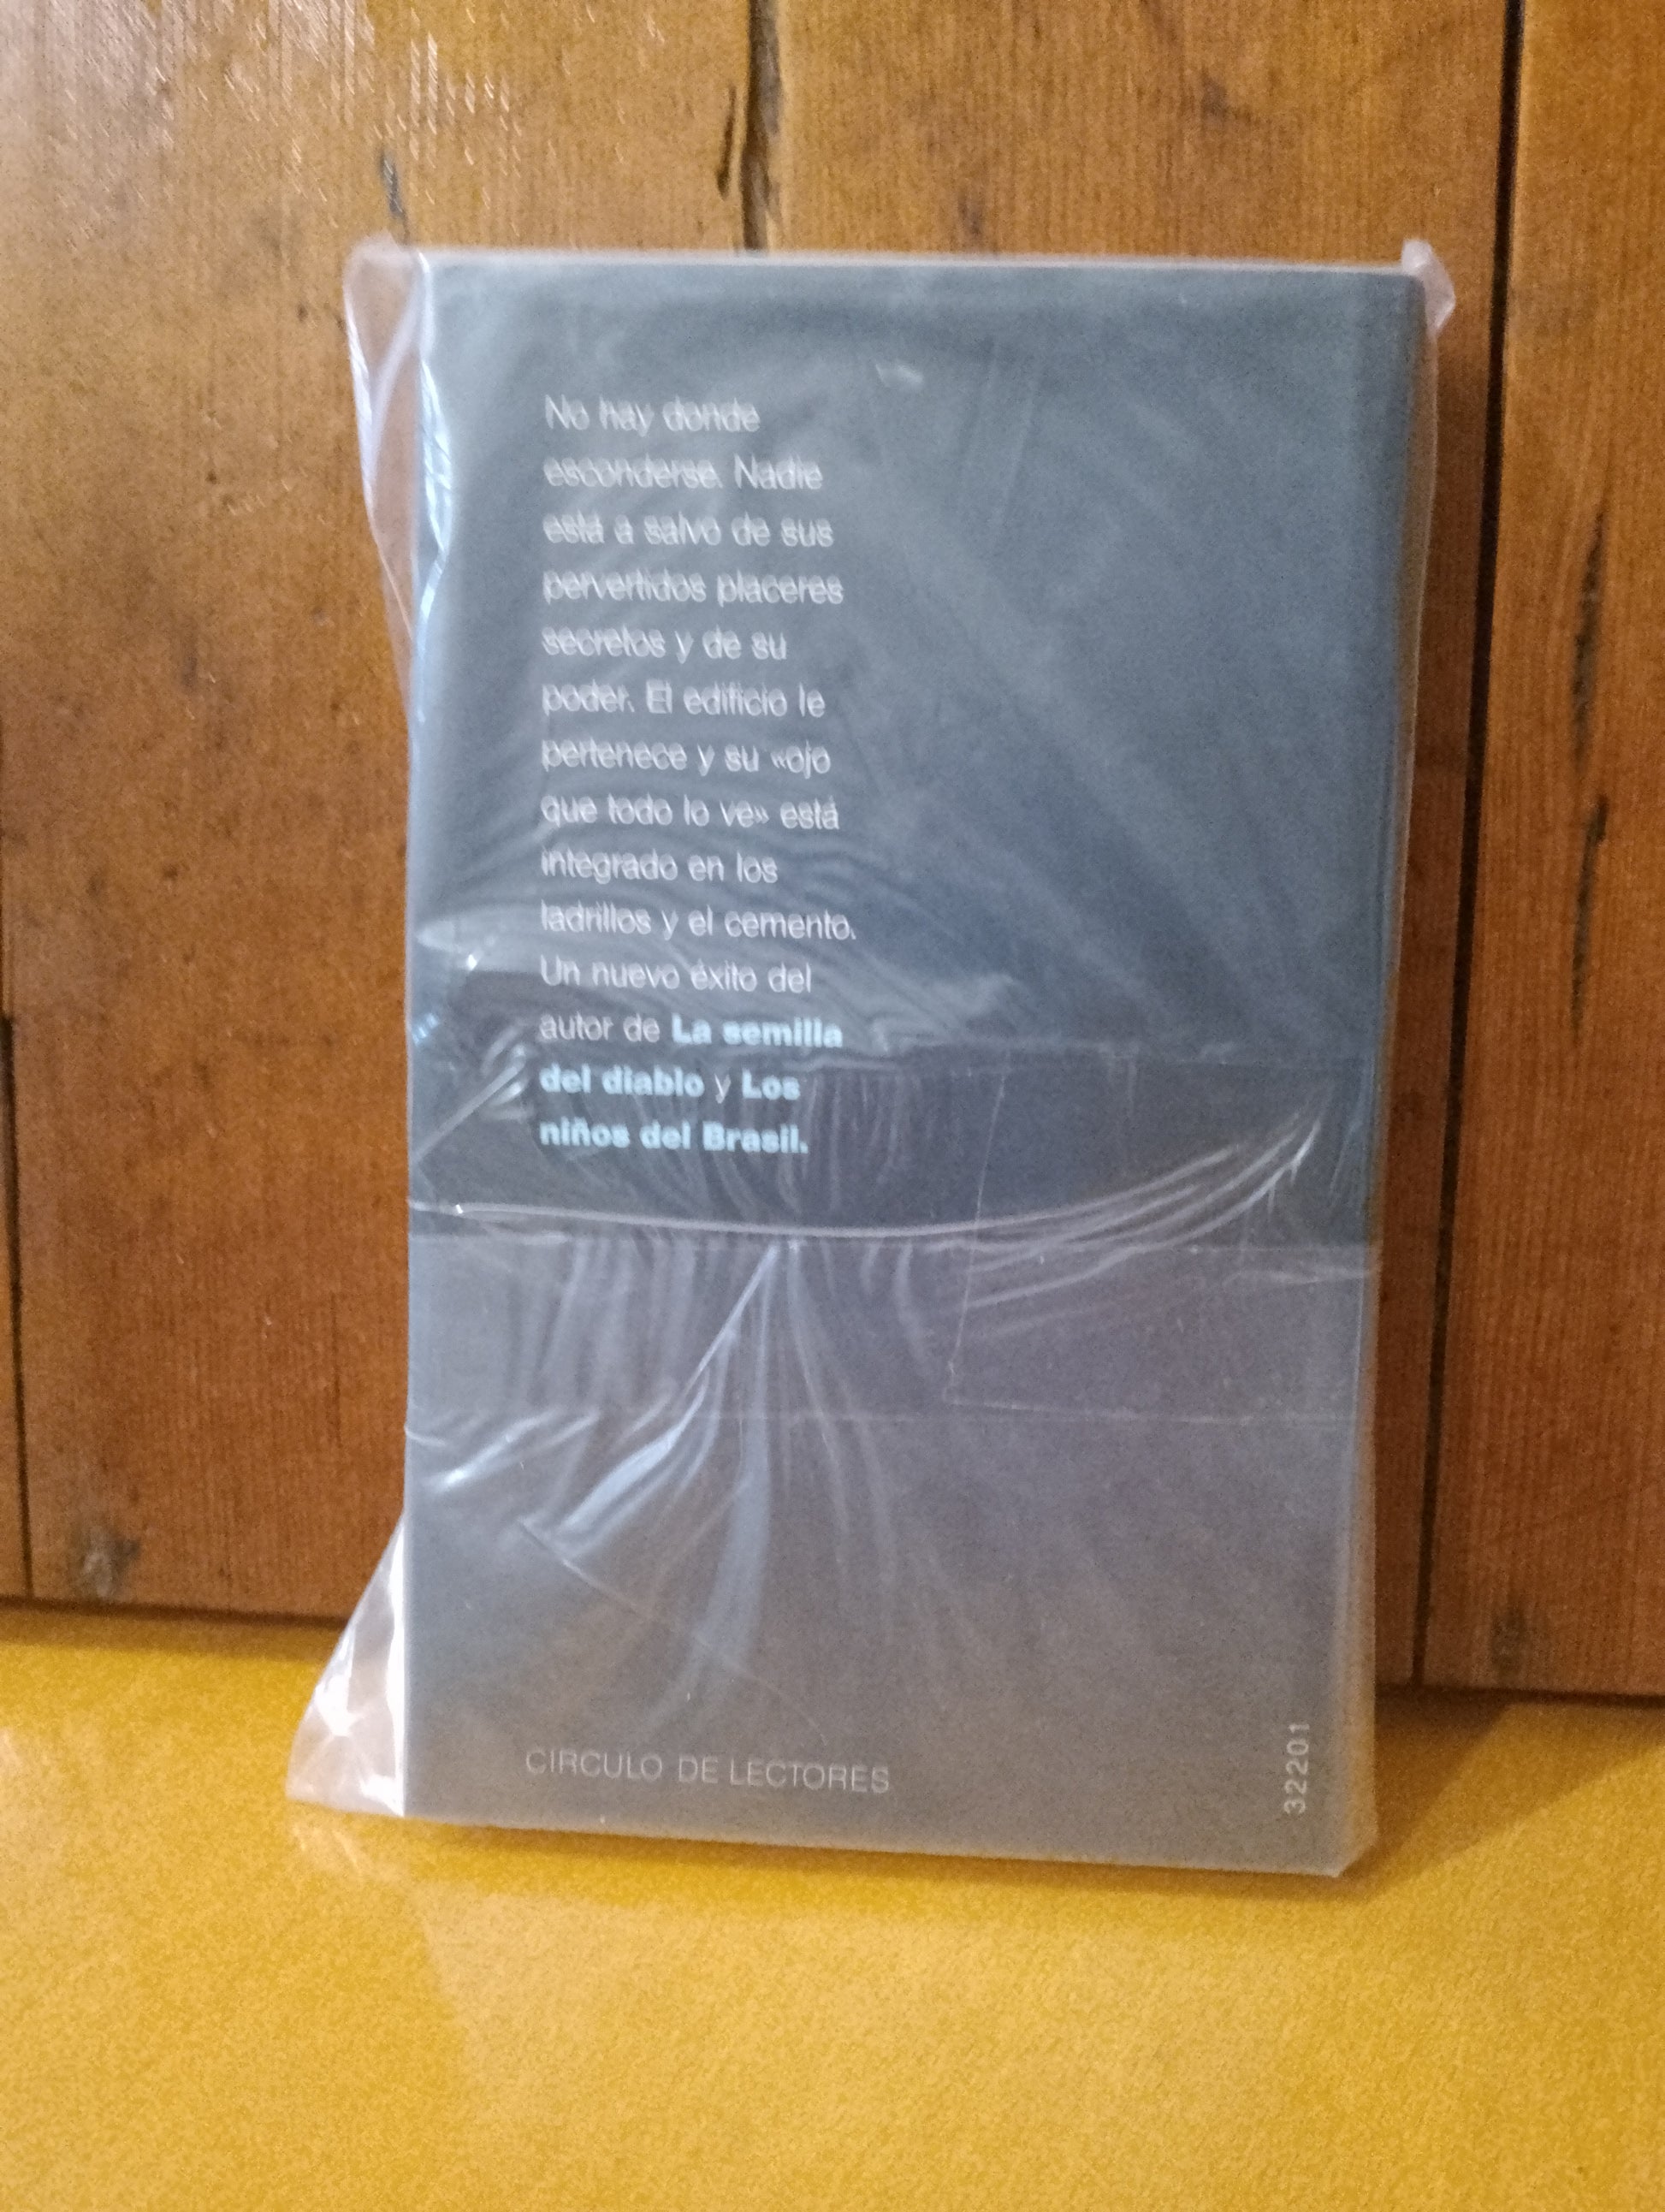 No hay donde
esconderse. Nadie
está a salvo de sus
pervertidos placeres
secretos y de su
poder. El edificio le
pertenece y su «ojo
que todo lo ve» está
integrado en los
ladrillos y el cemento.
Un nuevo éxito del
autor de La semilla
del diablo y Los
niños del Brasil.
CIRCULO DE LECTORES
32201